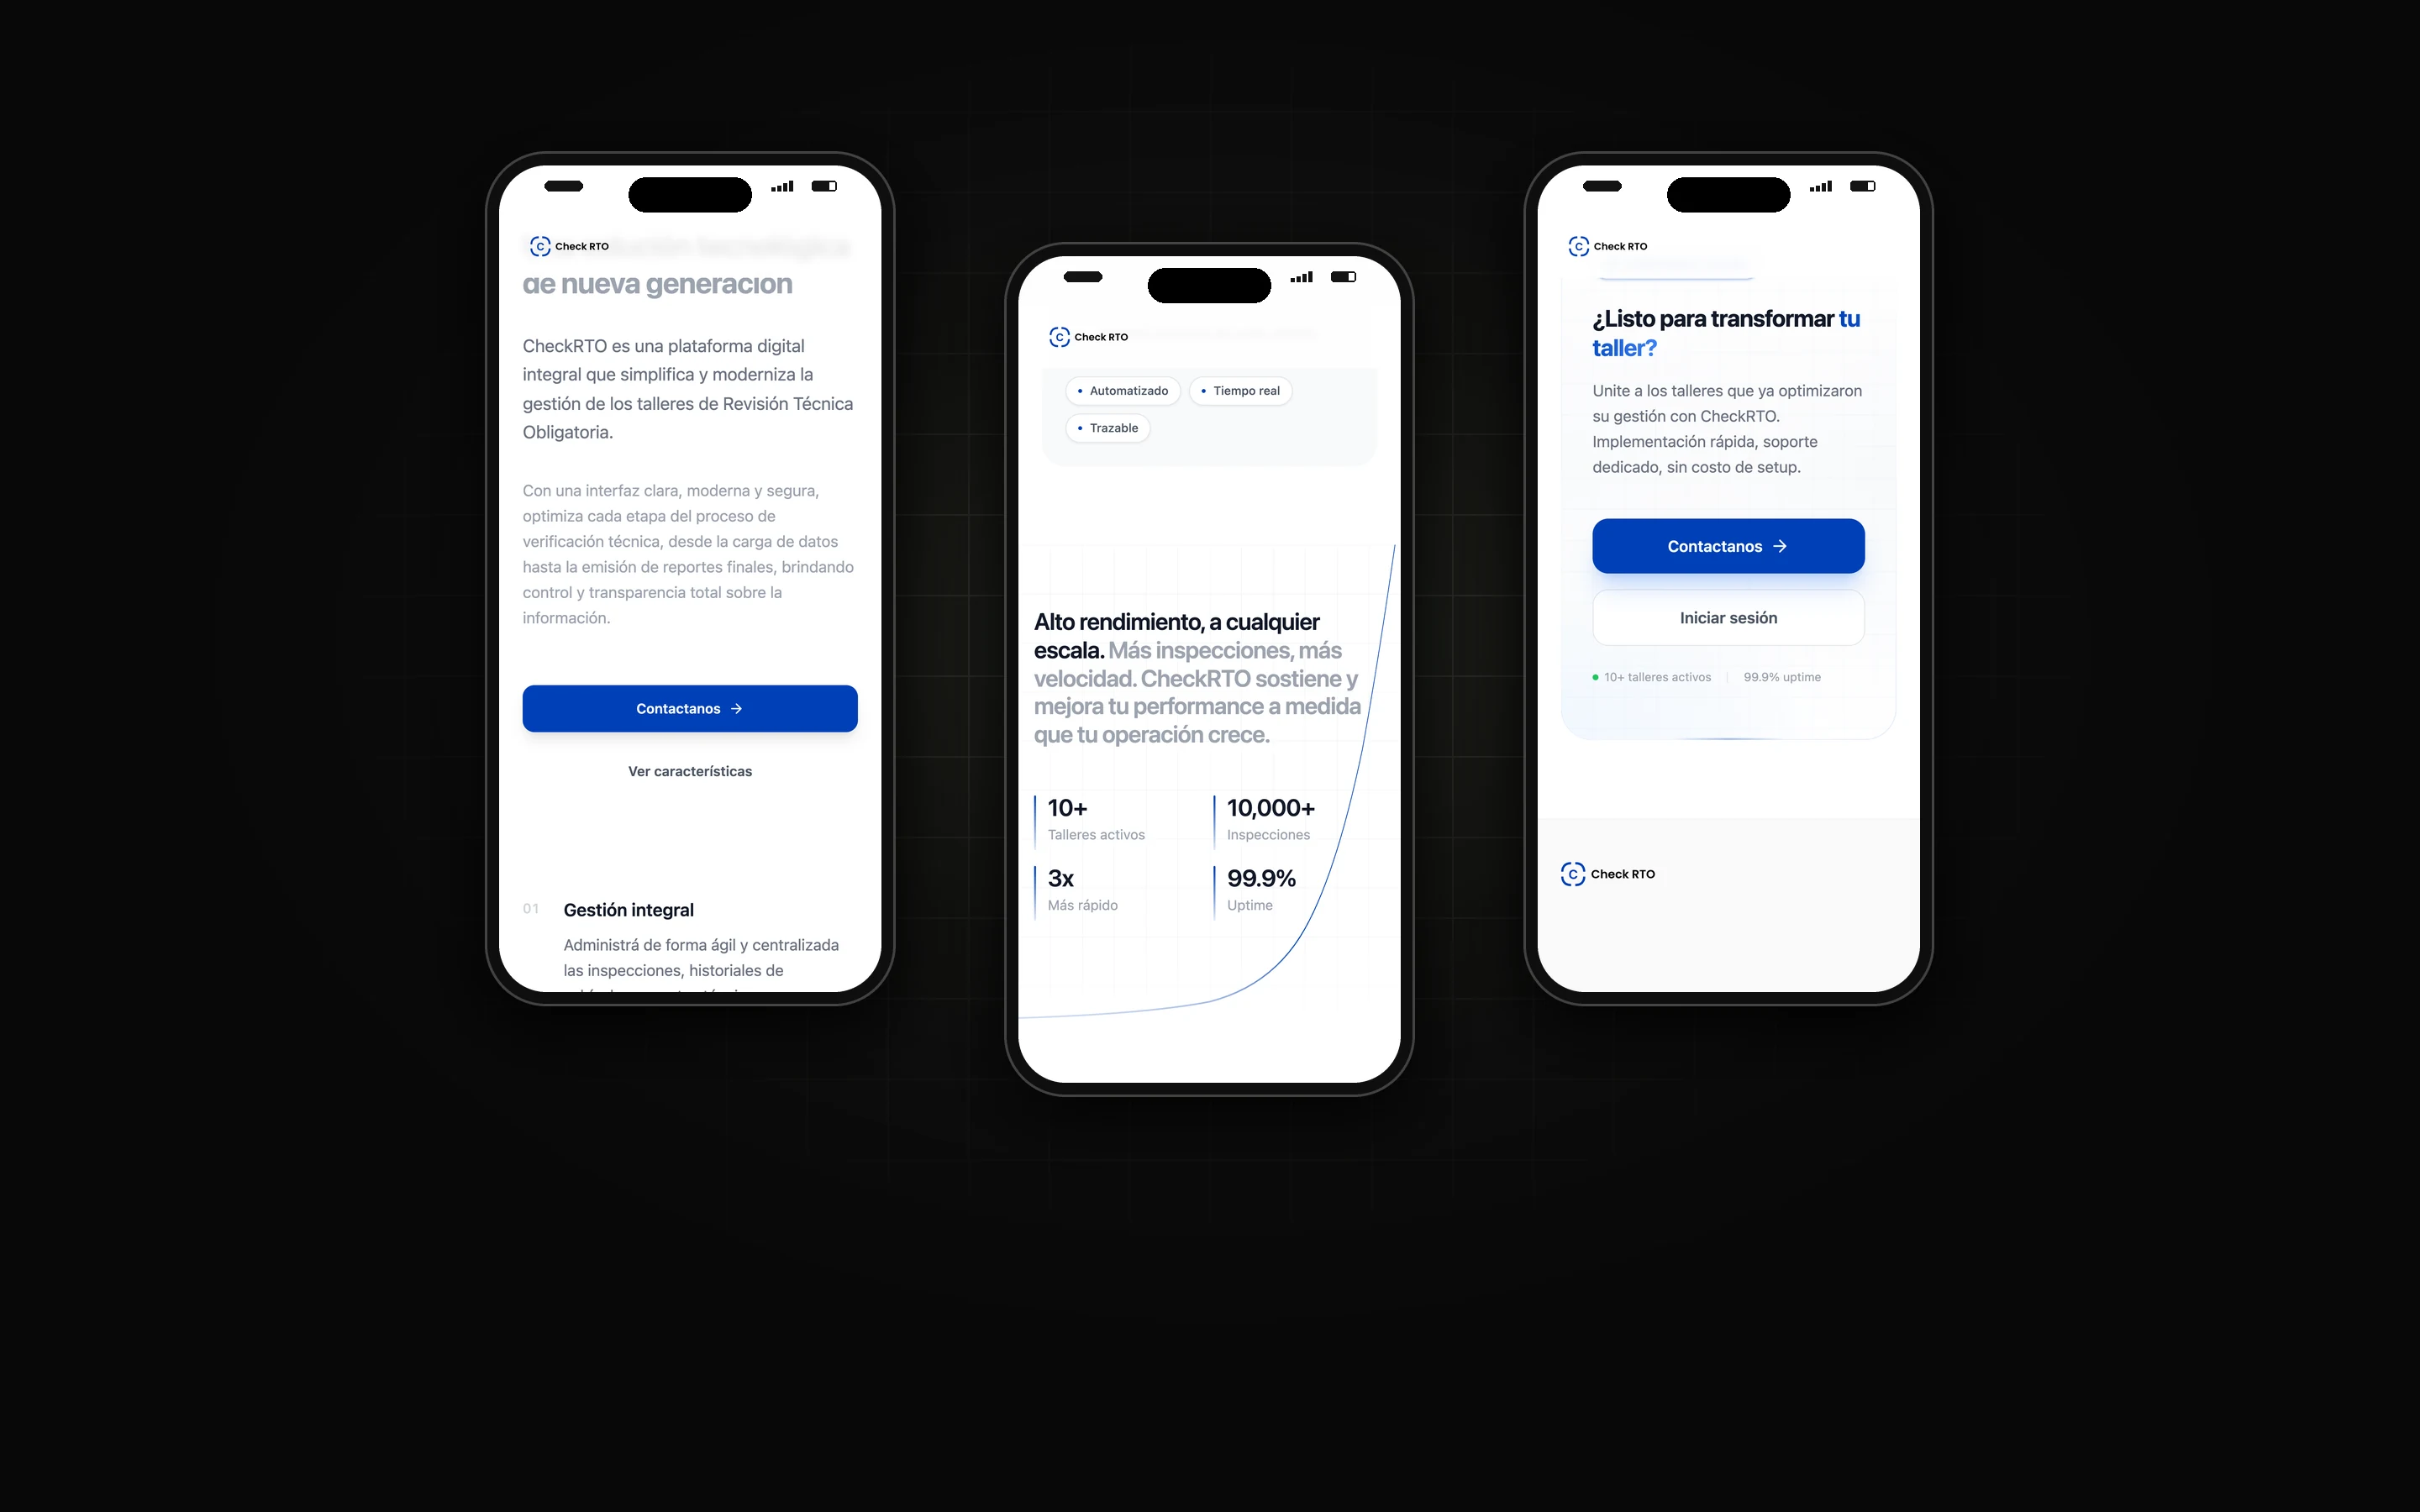 Check RTO
de nueva generación
CheckRTO es una plataforma digital
integral que simplifica y moderniza la
gestión de los talleres de Revisión Técnica
Obligatoria.
Con una interfaz clara, moderna y segura,
optimiza cada etapa del proceso de
verificación técnica, desde la carga de datos
hasta la emisión de reportes finales, brindando
control y transparencia total sobre la
información.
Contactanos →
Ver características
01 Gestión integral
Administrá de forma ágil y centralizada
las inspecciones, historiales de
Check RTO
• Automatizado
• Tiempo real
• Trazable
Alto rendimiento, a cualquier
escala. Más inspecciones, más
velocidad. CheckRTO sostiene y
mejora tu performance a medida
que tu operación crece.
10+
Talleres activos
10,000+
Inspecciones
3x
Más rápido
99.9%
Uptime
Check RTO
¿Listo para transformar tu
taller?
Unite a los talleres que ya optimizaron
su gestión con CheckRTO.
Implementación rápida, soporte
dedicado, sin costo de setup.
Contactanos →
Iniciar sesión
10+ talleres activos
99.9% uptime
Check RTO